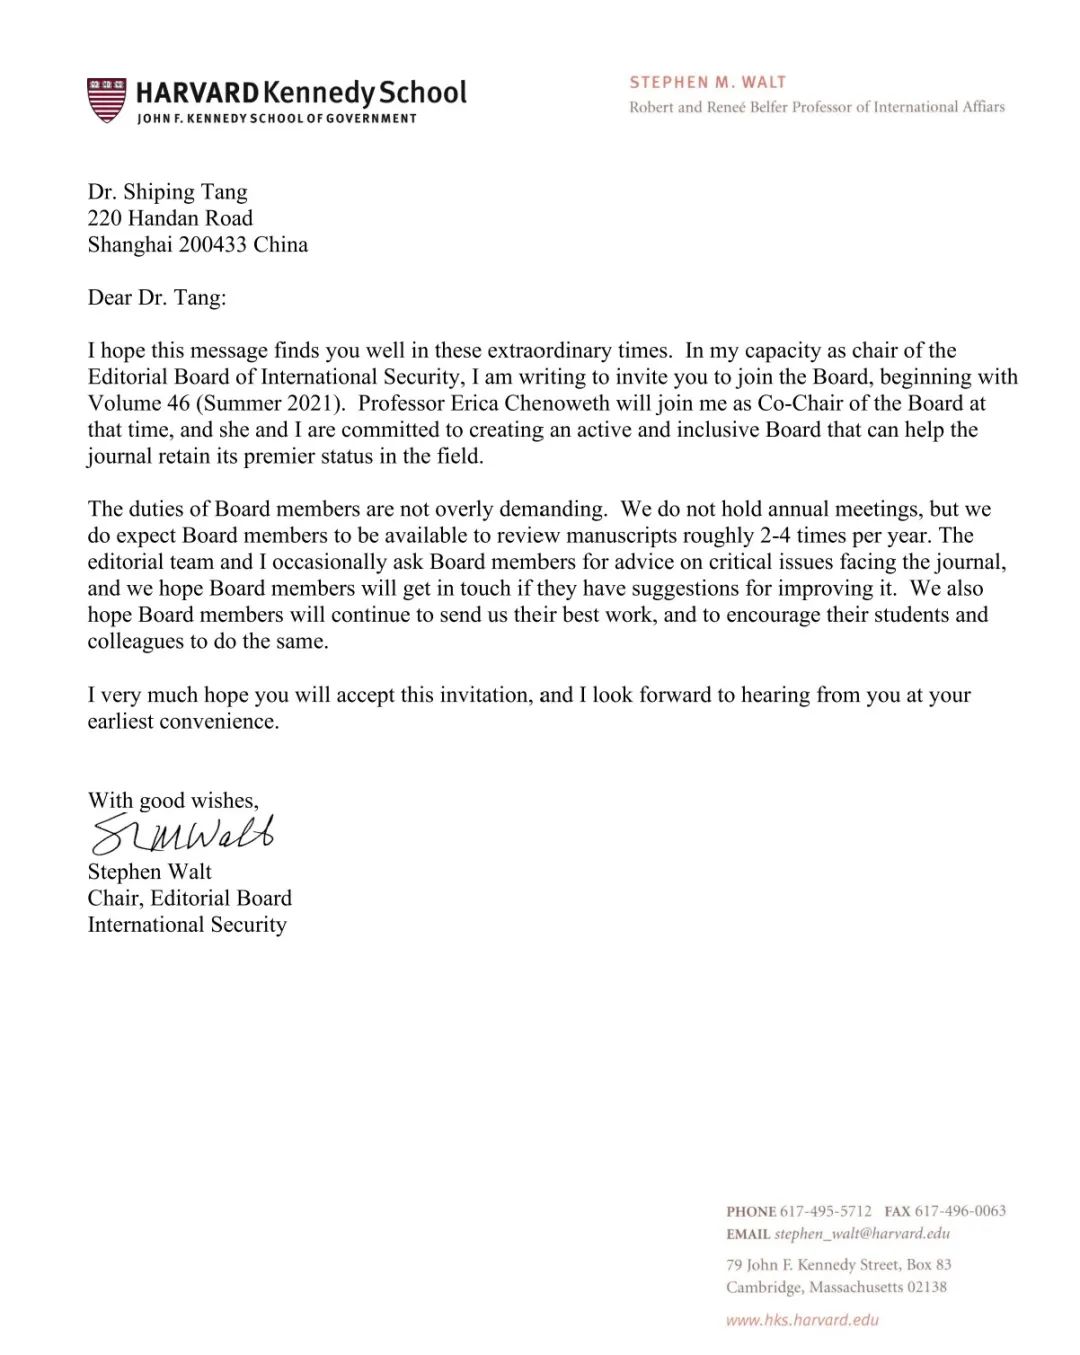 HARVARD Kennedy School
JOHN F. KENNEDY SCHOOL OF GOVERNMENT
STEPHEN M. WALT
Robert and Reneé Belfer Professor of International Affiars
Dr. Shiping Tang
220 Handan Road
Shanghai 200433 China
Dear Dr. Tang:
I hope this message finds you well in these extraordinary times.  In my capacity as chair of the
Editorial Board of International Security, I am writing to invite you to join the Board, beginning with
Volume 46 (Summer 2021).  Professor Erica Chenoweth will join me as Co-Chair of the Board at
that time, and she and I are committed to creating an active and inclusive Board that can help the
journal retain its premier status in the field.
The duties of Board members are not overly demanding.  We do not hold annual meetings, but we
do expect Board members to be available to review manuscripts roughly 2-4 times per year. The
editorial team and I occasionally ask Board members for advice on critical issues facing the journal,
and we hope Board members will get in touch if they have suggestions for improving it.  We also
hope Board members will continue to send us their best work, and to encourage their students and
colleagues to do the same.
I very much hope you will accept this invitation, and I look forward to hearing from you at your
earliest convenience.
With good wishes,
SMWalt
Stephen Walt
Chair, Editorial Board
International Security
PHONE 617-495-5712   FAX 617-496-0063
EMAIL stephen_walt@harvard.edu
79 John F. Kennedy Street, Box 83
Cambridge, Massachusetts 02138
www.hks.harvard.edu